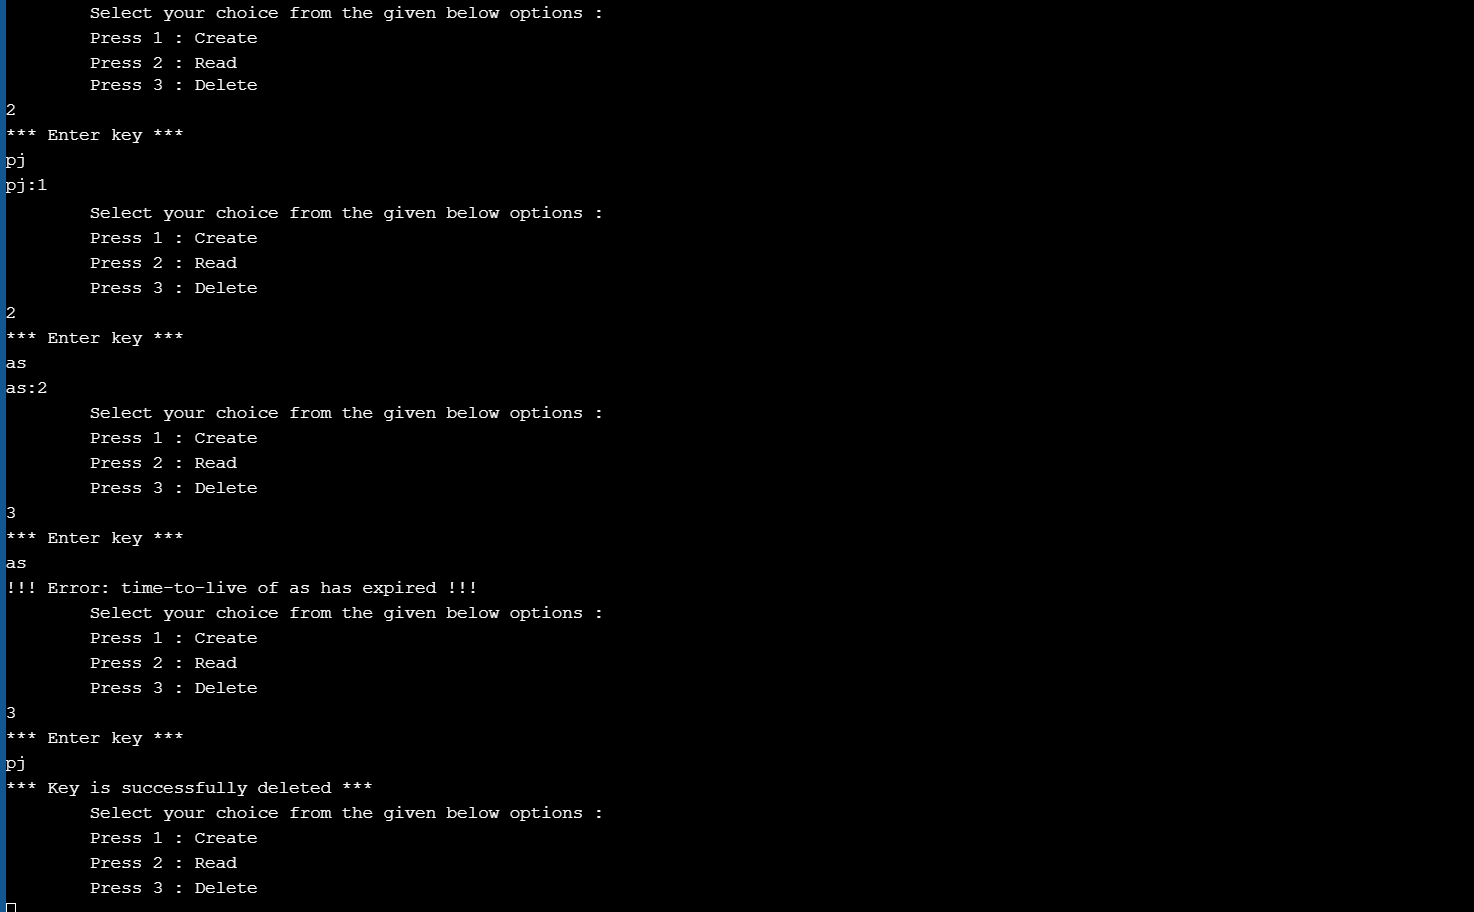 Select your choice from the given below options :
Press 1 : Create
Press 2 : Read
Press 3 : Delete
2
*** Enter key ***
pj
pj:1
Select your choice from the given below options :
Press 1 : Create
Press 2 : Read
Press 3 : Delete
2
*** Enter key ***
as
as:2
Select your choice from the given below options :
Press 1 : Create
Press 2 : Read
Press 3 : Delete
3
*** Enter key ***
as
!!! Error: time-to-live of as has expired !!!
Select your choice from the given below options :
Press 1 : Create
Press 2 : Read
Press 3 : Delete
3
*** Enter key ***
pj
*** Key is successfully deleted ***
Select your choice from the given below options :
Press 1 : Create
Press 2 : Read
Press 3 : Delete